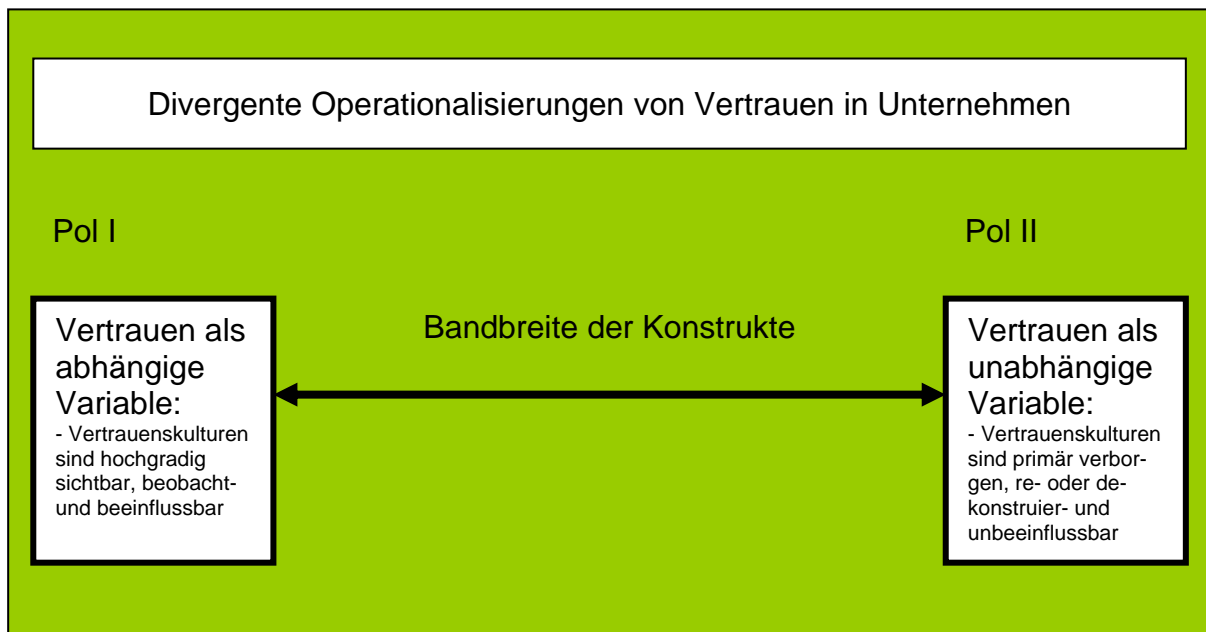 Divergente Operationalisierungen von Vertrauen in Unternehmen
Pol I
Pol II
Vertrauen als
abhängige
Variable:
- Vertrauenskulturen
sind hochgradig
sichtbar, beobacht-
und beeinflussbar
Bandbreite der Konstrukte
Vertrauen als
unabhängige
Variable:
- Vertrauenskulturen
sind primär verbor-
gen, re- oder de-
konstruier- und
unbeeinflussbar